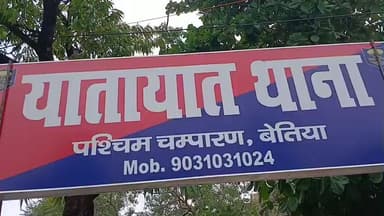 यातायात थाना
पश्चिम चम्पारण, बेतिया
Mob. 9031031024